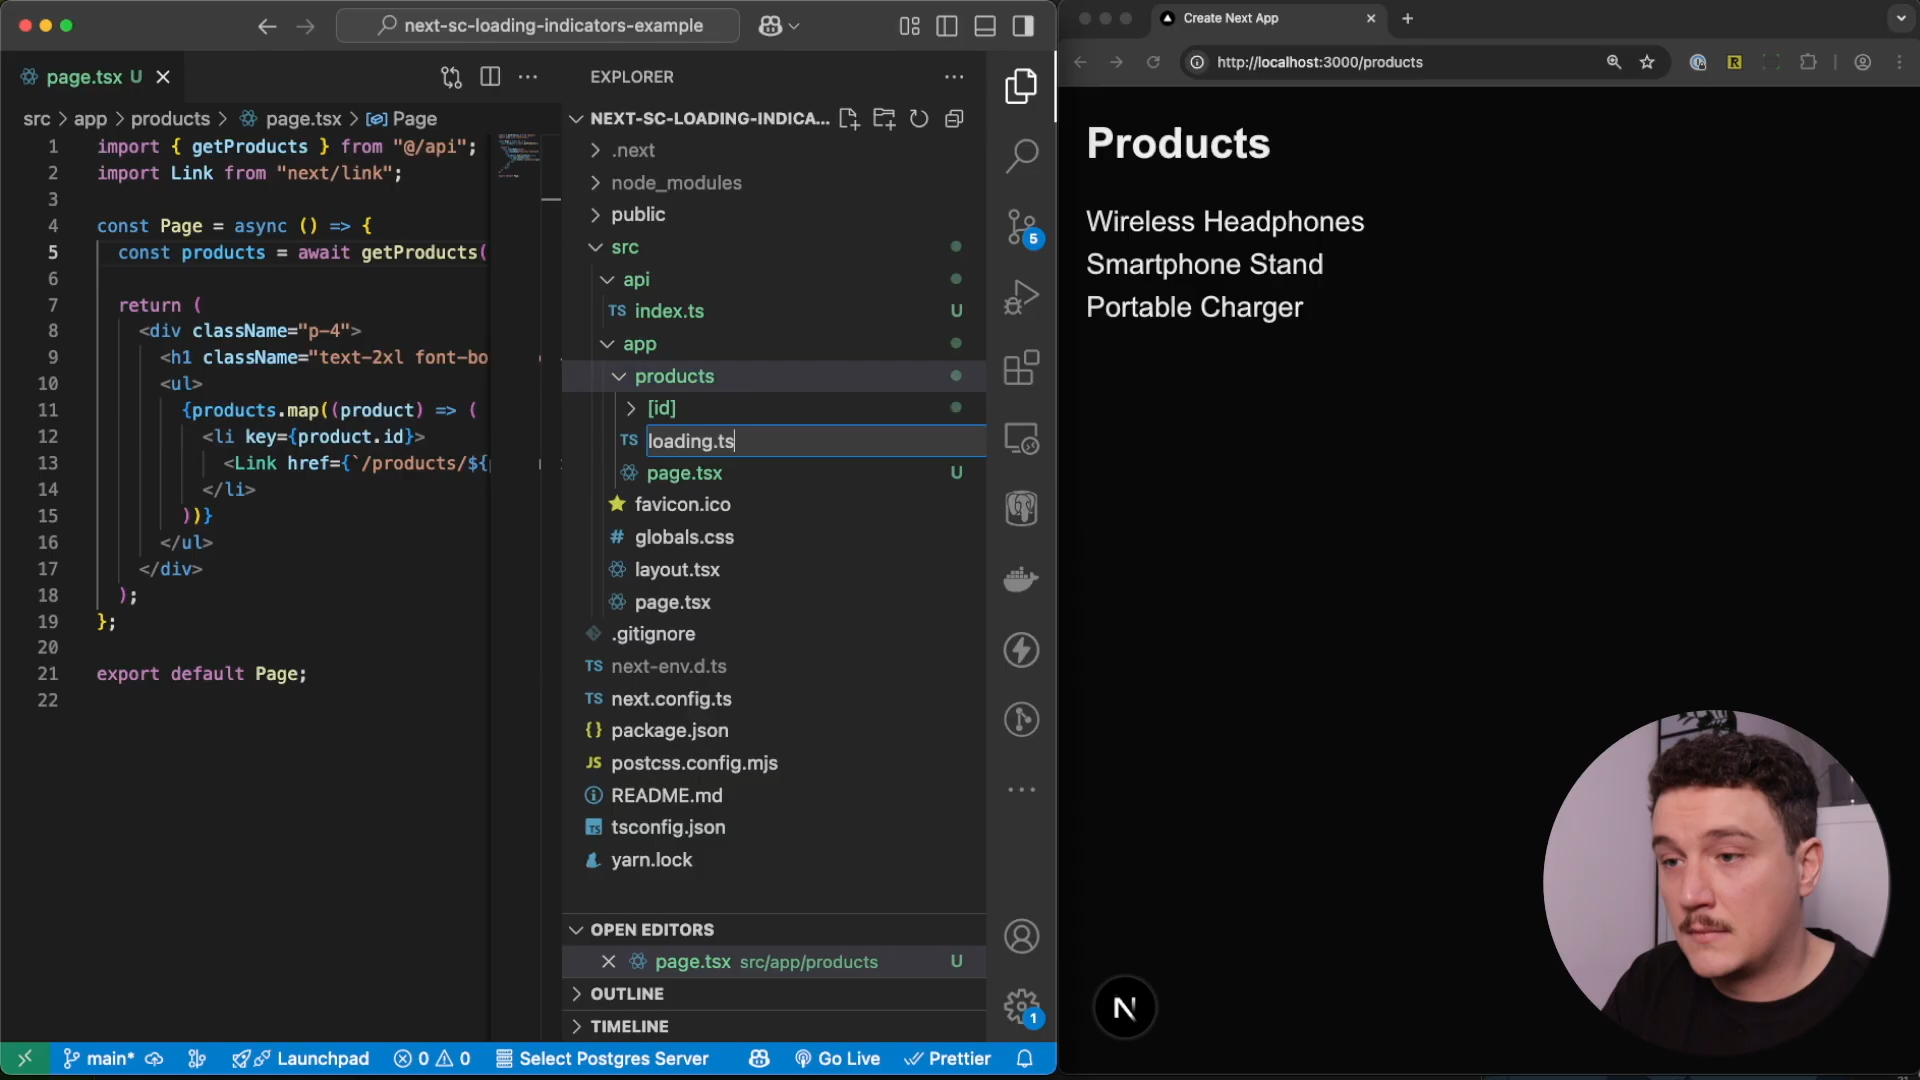 next-sc-loading-indicators-example
page.tsx U
src > app > products > page.tsx > Page
1 import { getProducts } from "@/api";
2 import Link from "next/link";
3
4 const Page = async () => {
5 const products = await getProducts(
6
7 return (
8 <div className="p-4">
9 <h1 className="text-2xl font-bo
10 <ul>
11 {products.map((product) => (
12 <li key={product.id}>
13 <Link href={`/products/${
14 </li>
15 ))}
16 </ul>
17 </div>
18 );
19 };
20
21 export default Page;
22
EXPLORER
NEXT-SC-LOADING-INDICA...
.next
node_modules
public
src
api
TS index.ts U
app
products
[id]
TS loading.ts
page.tsx U
favicon.ico
# globals.css
layout.tsx
page.tsx
.gitignore
TS next-env.d.ts
TS next.config.ts
{} package.json
JS postcss.config.mjs
README.md
TS tsconfig.json
yarn.lock
OPEN EDITORS
page.tsx src/app/products U
OUTLINE
TIMELINE
5
1
main* Launchpad 0 0 Select Postgres Server Go Live Prettier
Create Next App
http://localhost:3000/products
R
Products
Wireless Headphones
Smartphone Stand
Portable Charger
N